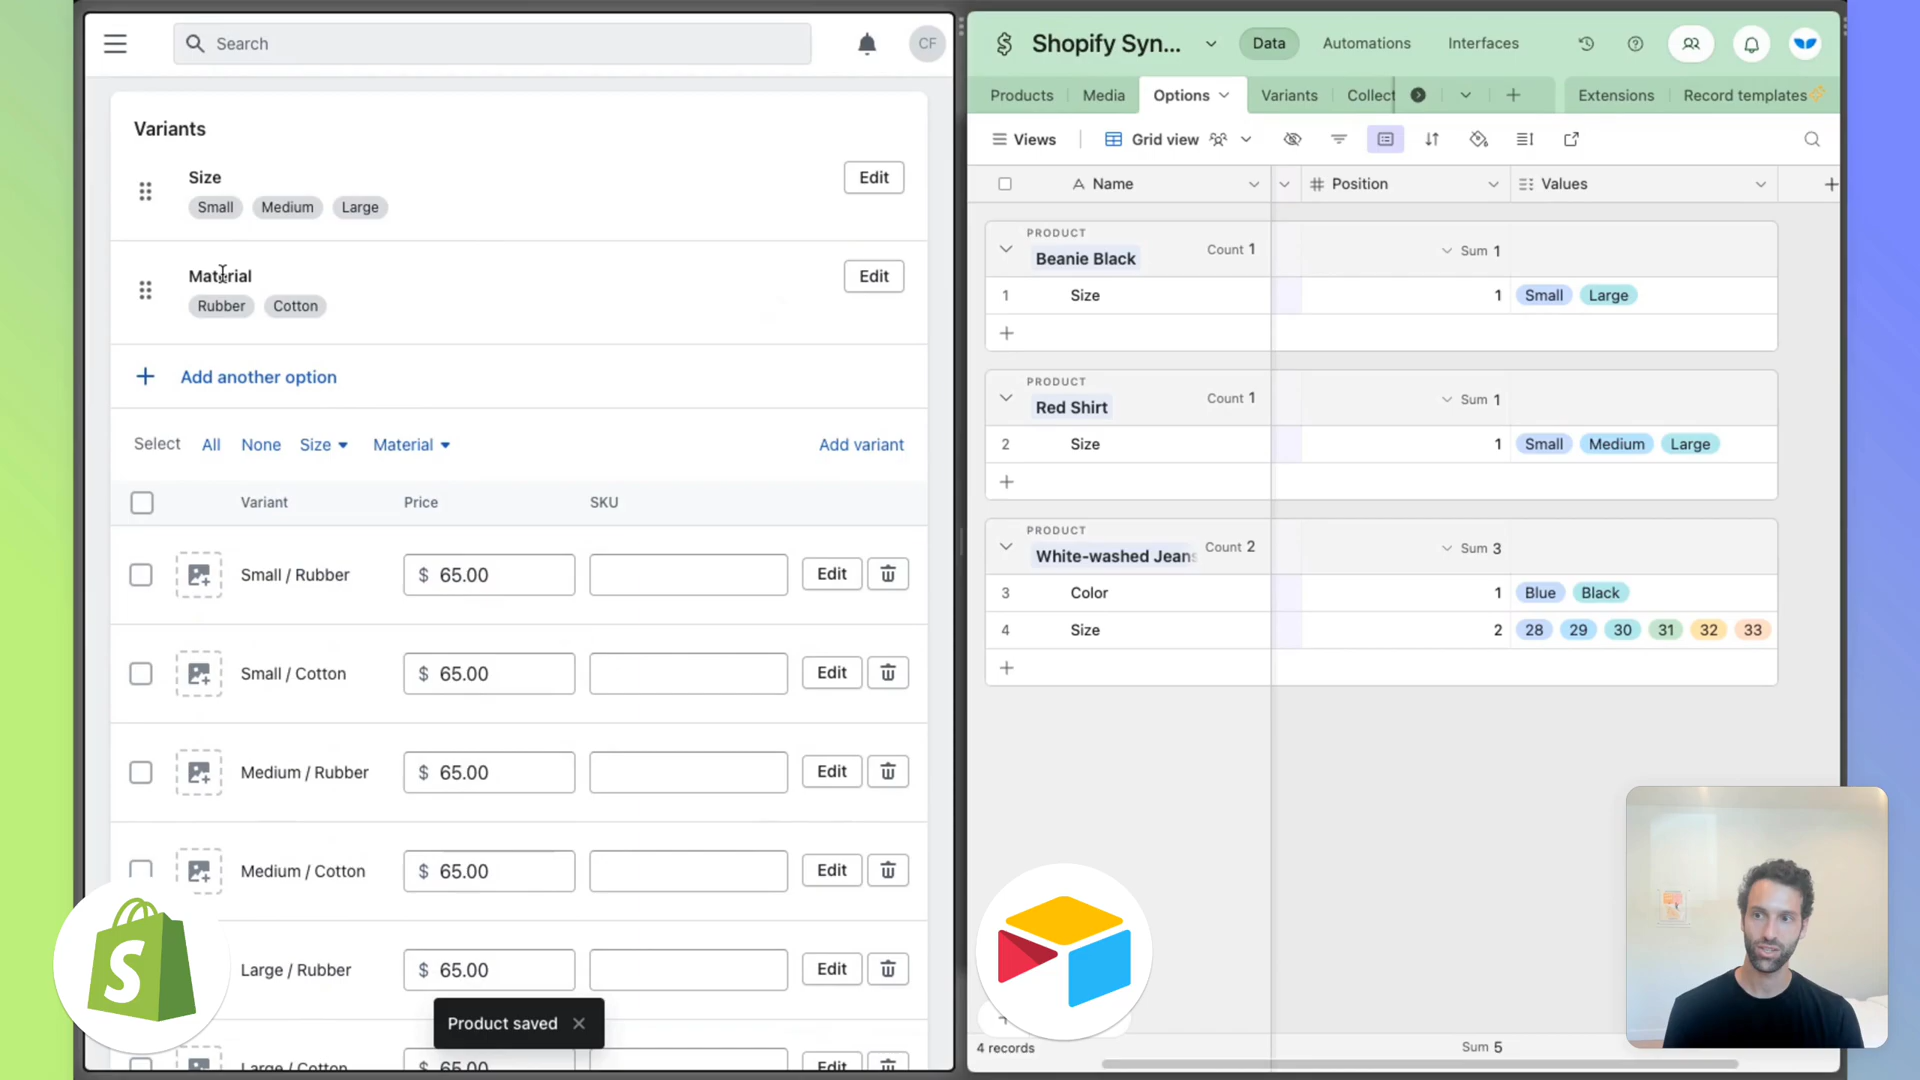 Search
CF
Variants
Size
Edit
Small
Medium
Large
Material
Edit
Rubber
Cotton
Add another option
Select
All
None
Size
Material
Add variant
Variant
Price
SKU
Small / Rubber
$ 65.00
Edit
Small / Cotton
$ 65.00
Edit
Medium / Rubber
$ 65.00
Edit
Medium / Cotton
$ 65.00
Edit
Large / Rubber
$ 65.00
Edit
Large / Cotton
$ 65.00
Edit
Product saved
S
Shopify Syn...
Data
Automations
Interfaces
Products
Media
Options
Variants
Collect
Extensions
Record templates
Views
Grid view
Name
Position
Values
PRODUCT
Beanie Black
Count 1
Sum 1
1
Size
1
Small
Large
PRODUCT
Red Shirt
Count 1
Sum 1
2
Size
1
Small
Medium
Large
PRODUCT
White-washed Jeans
Count 2
Sum 3
3
Color
1
Blue
Black
4
Size
2
28
29
30
31
32
33
4 records
Sum 5